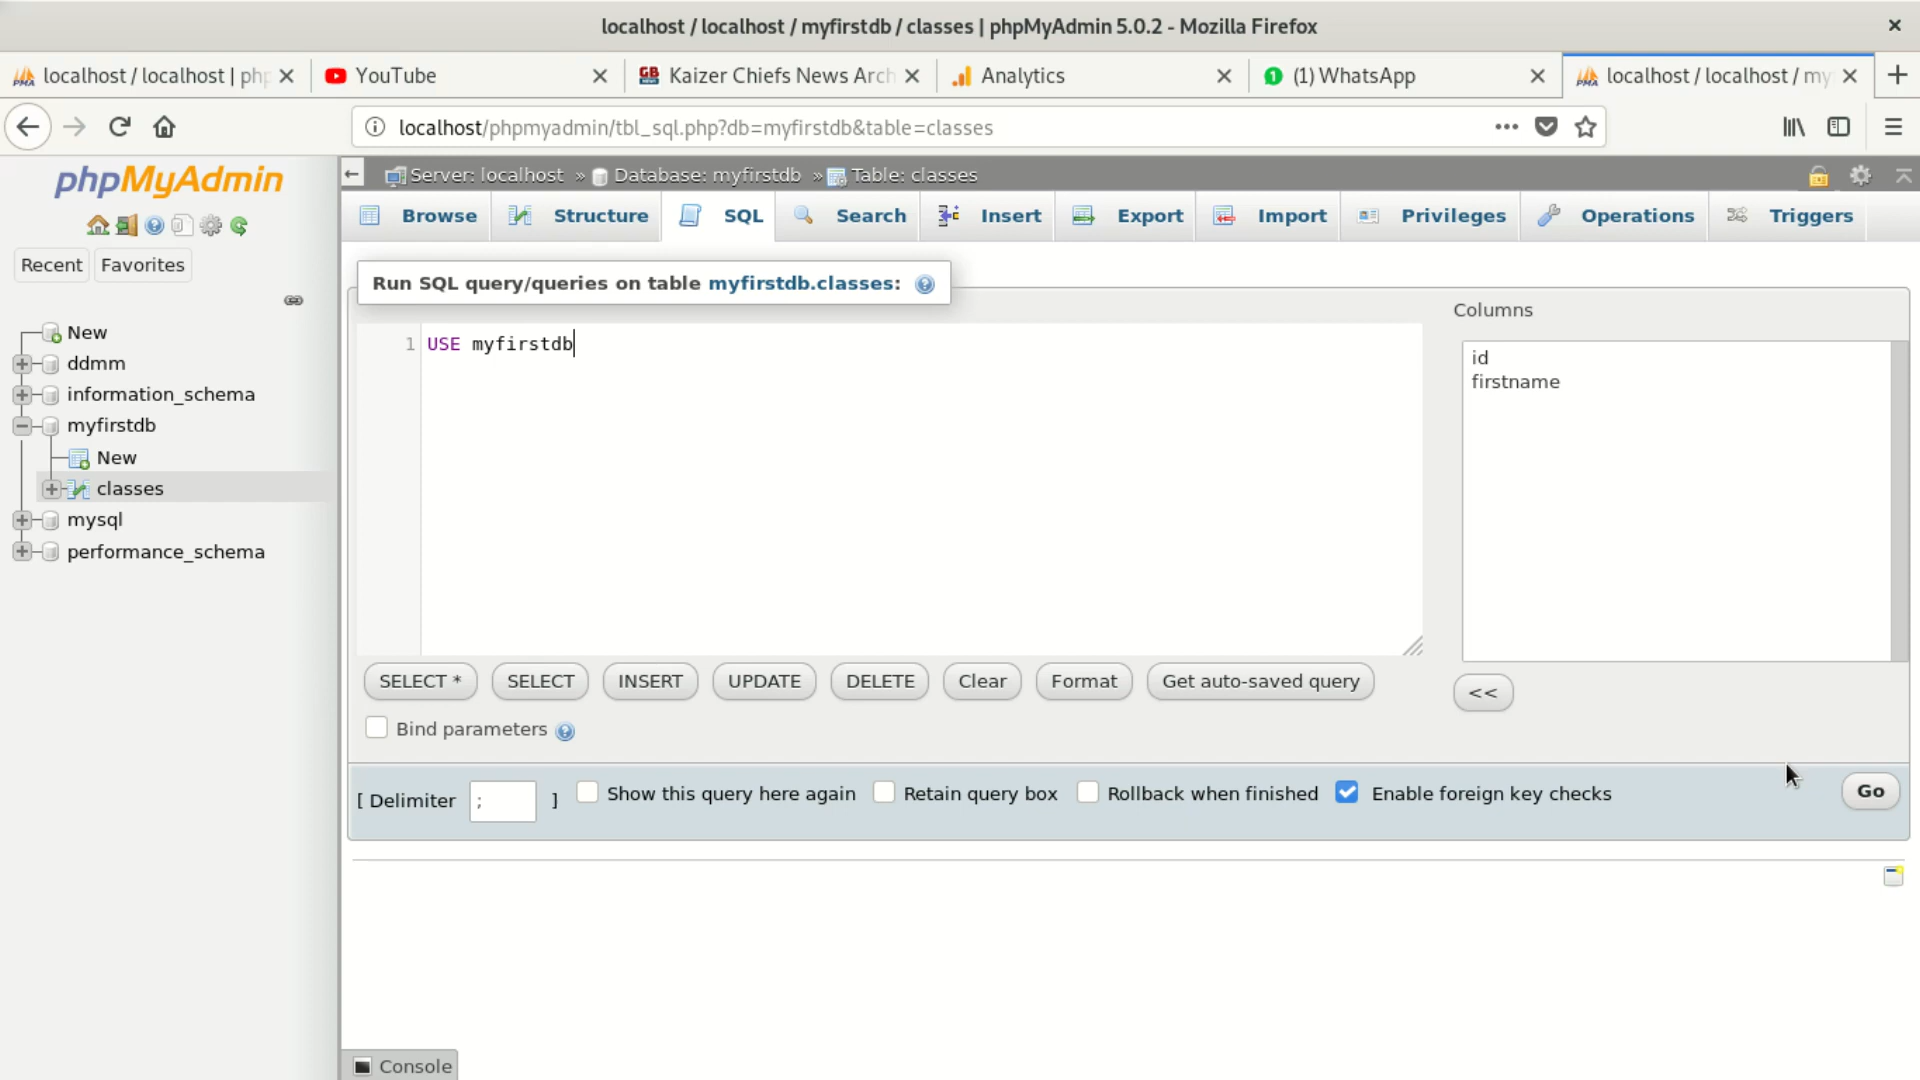 localhost / localhost / myfirstdb / classes | phpMyAdmin 5.0.2 - Mozilla Firefox
localhost / localhost | php
YouTube
Kaizer Chiefs News Arch
Analytics
(1) WhatsApp
localhost / localhost / my
localhost/phpmyadmin/tbl_sql.php?db=myfirstdb&table=classes
phpMyAdmin
Recent
Favorites
New
ddmm
information_schema
myfirstdb
New
classes
mysql
performance_schema
Server: localhost » Database: myfirstdb » Table: classes
Browse
Structure
SQL
Search
Insert
Export
Import
Privileges
Operations
Triggers
Run SQL query/queries on table myfirstdb.classes:
1 USE myfirstdb
Columns
id
firstname
SELECT *
SELECT
INSERT
UPDATE
DELETE
Clear
Format
Get auto-saved query
<<
Bind parameters
[ Delimiter ; ]
Show this query here again
Retain query box
Rollback when finished
Enable foreign key checks
Go
Console